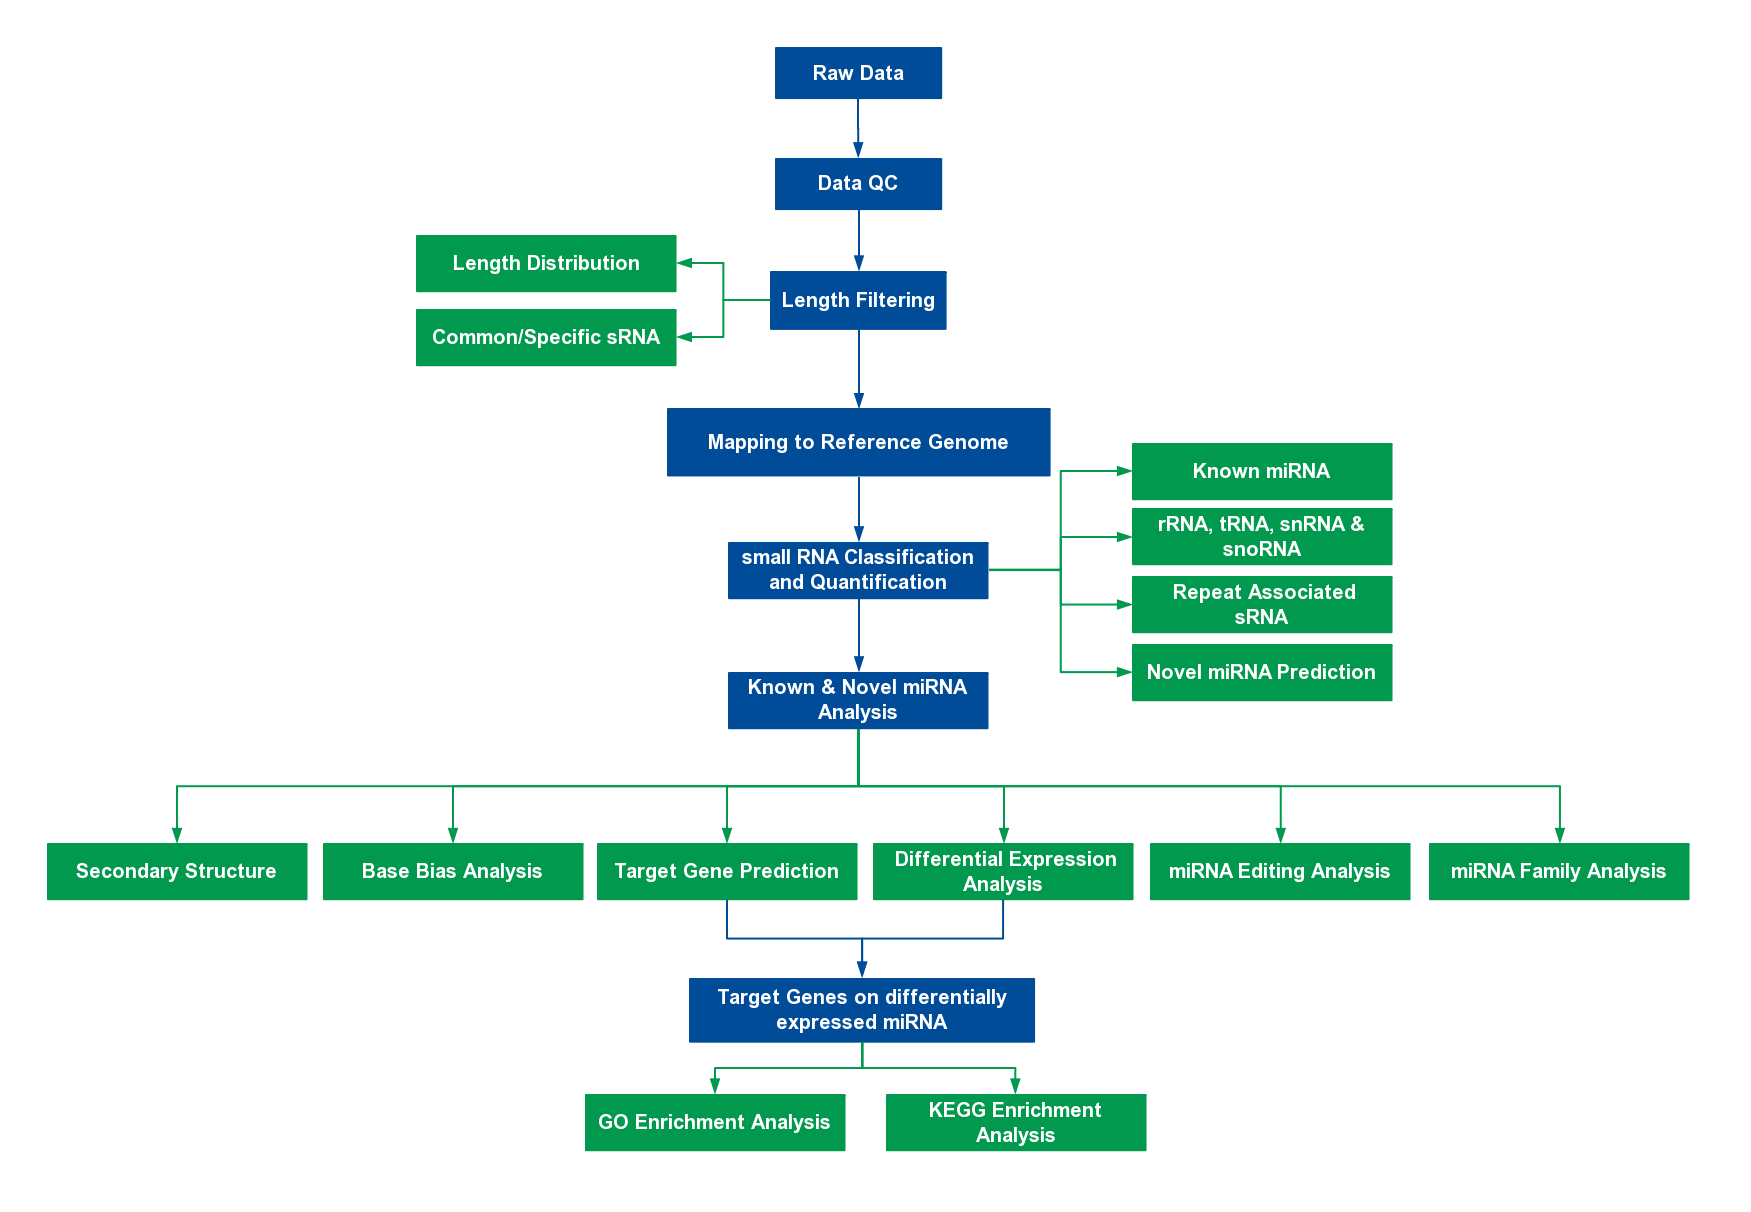 Raw Data
Data QC
Length Distribution
Length Filtering
Common/Specific sRNA
Mapping to Reference Genome
Known miRNA
rRNA, tRNA, snRNA &
snoRNA
small RNA Classification
and Quantification
Repeat Associated
sRNA
Novel miRNA Prediction
Known & Novel miRNA
Analysis
Secondary Structure
Base Bias Analysis
Target Gene Prediction
Differential Expression
Analysis
miRNA Editing Analysis
miRNA Family Analysis
Target Genes on differentially
expressed miRNA
GO Enrichment Analysis
KEGG Enrichment
Analysis